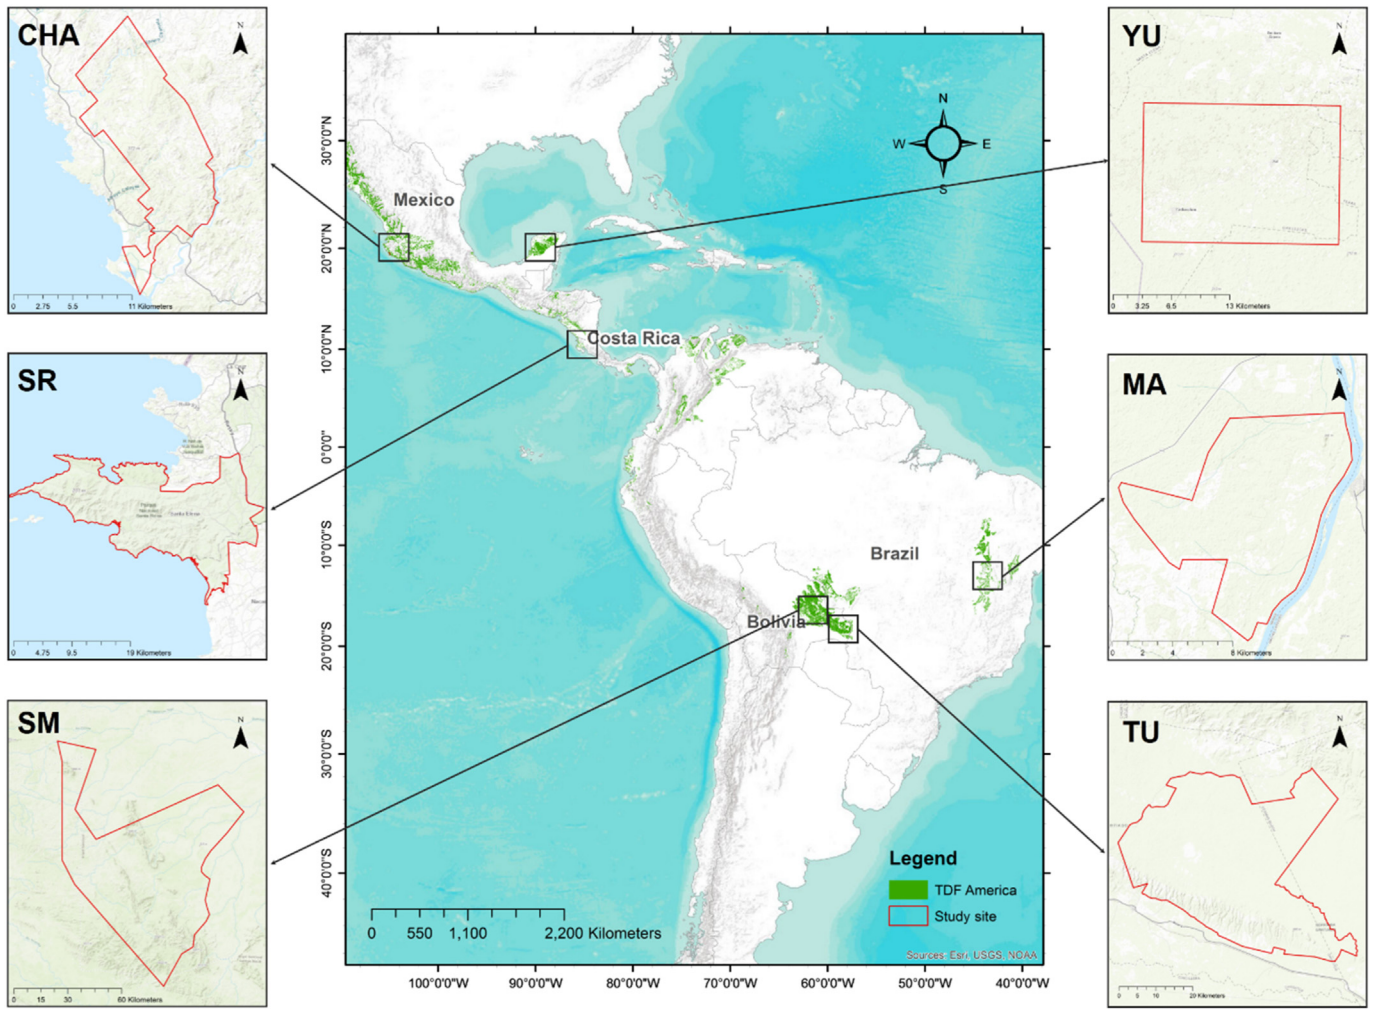 CHA
N
0 2.75 5.5 11 Kilometers
SR
N
0 4.75 9.5 19 Kilometers
SM
N
0 15 30 60 Kilometers
30°0'0"N
20°0'0"N
10°0'0"N
0°0'0"
10°0'0"S
20°0'0"S
30°0'0"S
40°0'0"S
N
W E
S
Mexico
Costa Rica
Brazil
Bolivia
Legend
TDF America
Study site
0 550 1,100 2,200 Kilometers
Sources: Esri, USGS, NOAA
100°0'0"W 90°0'0"W 80°0'0"W 70°0'0"W 60°0'0"W 50°0'0"W 40°0'0"W
YU
N
0 3.25 6.5 13 Kilometers
MA
N
0 2 4 8 Kilometers
TU
N
0 5 10 20 Kilometers